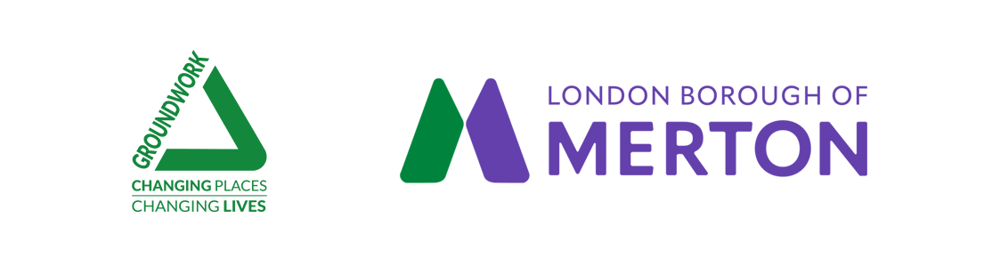 GROUNDWORK
CHANGING PLACES
CHANGING LIVES
LONDON BOROUGH OF
MERTON